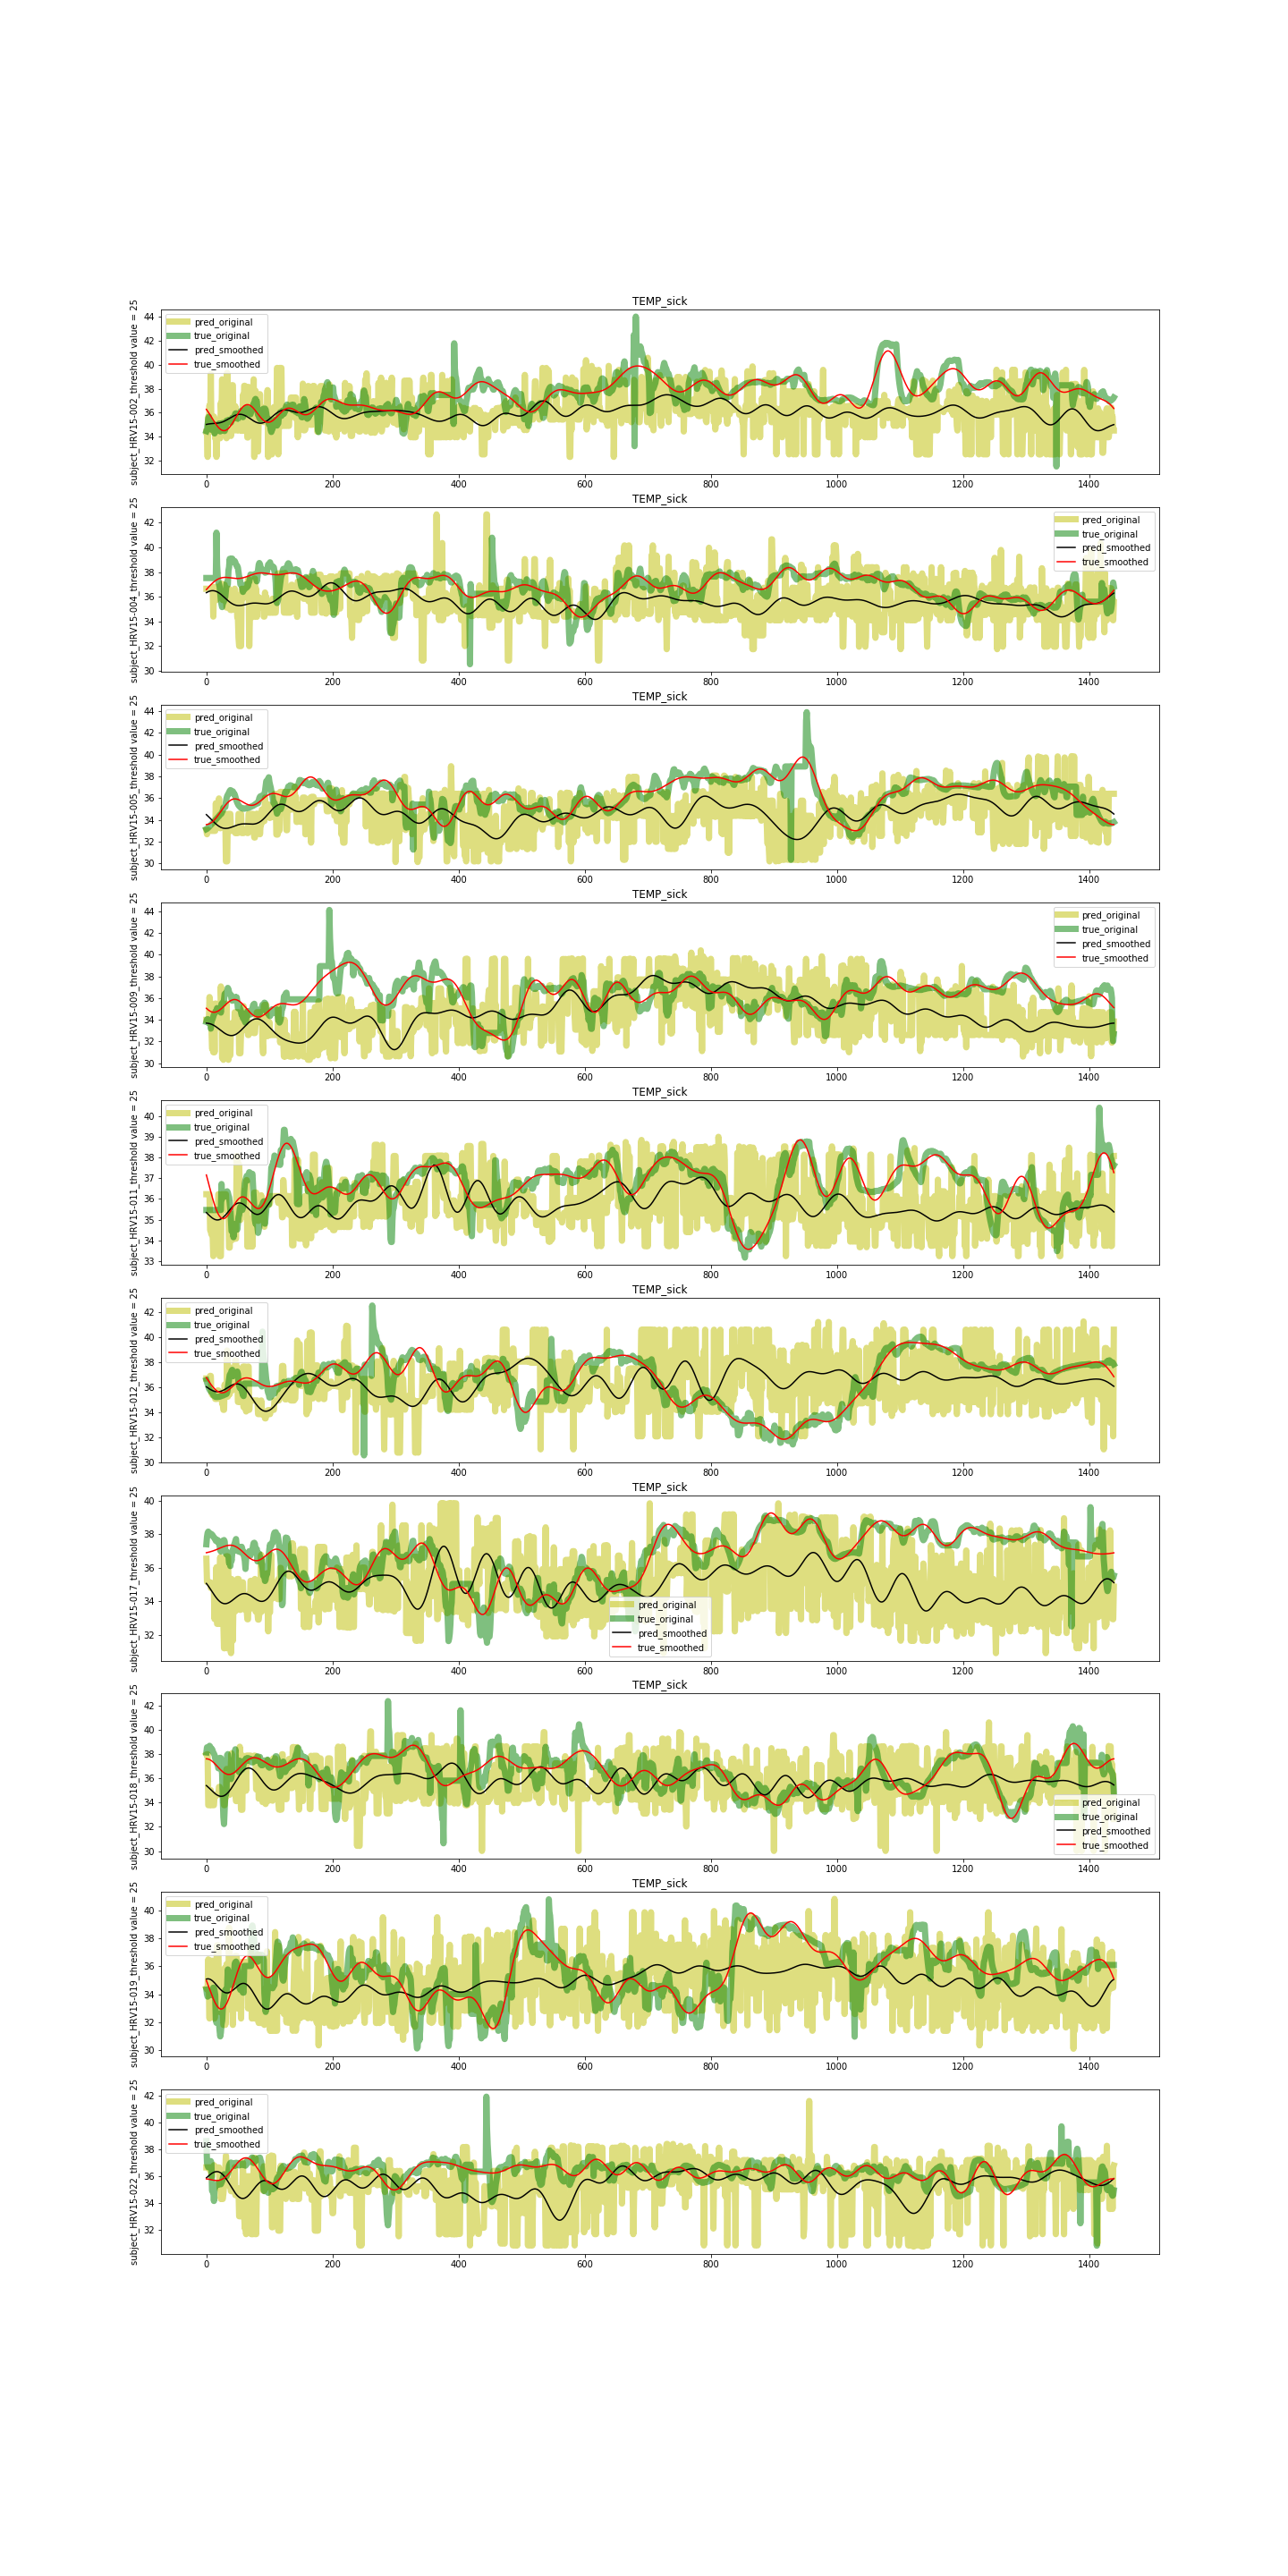 TEMP_sick
subject_HRV15-002_threshold value = 25
44
42
40
38
36
34
32
pred_original
true_original
pred_smoothed
true_smoothed
0 200 400 600 800 1000 1200 1400
TEMP_sick
subject_HRV15-004_threshold value = 25
42
40
38
36
34
32
30
pred_original
true_original
pred_smoothed
true_smoothed
0 200 400 600 800 1000 1200 1400
TEMP_sick
subject_HRV15-005_threshold value = 25
44
42
40
38
36
34
32
30
pred_original
true_original
pred_smoothed
true_smoothed
0 200 400 600 800 1000 1200 1400
TEMP_sick
subject_HRV15-009_threshold value = 25
44
42
40
38
36
34
32
30
pred_original
true_original
pred_smoothed
true_smoothed
0 200 400 600 800 1000 1200 1400
TEMP_sick
subject_HRV15-011_threshold value = 25
40
39
38
37
36
35
34
33
pred_original
true_original
pred_smoothed
true_smoothed
0 200 400 600 800 1000 1200 1400
TEMP_sick
subject_HRV15-012_threshold value = 25
42
40
38
36
34
32
30
pred_original
true_original
pred_smoothed
true_smoothed
0 200 400 600 800 1000 1200 1400
TEMP_sick
subject_HRV15-017_threshold value = 25
40
38
36
34
32
pred_original
true_original
pred_smoothed
true_smoothed
0 200 400 600 800 1000 1200 1400
TEMP_sick
subject_HRV15-018_threshold value = 25
42
40
38
36
34
32
30
pred_original
true_original
pred_smoothed
true_smoothed
0 200 400 600 800 1000 1200 1400
TEMP_sick
subject_HRV15-019_threshold value = 25
40
38
36
34
32
30
pred_original
true_original
pred_smoothed
true_smoothed
0 200 400 600 800 1000 1200 1400
subject_HRV15-022_threshold value = 25
42
40
38
36
34
32
pred_original
true_original
pred_smoothed
true_smoothed
0 200 400 600 800 1000 1200 1400